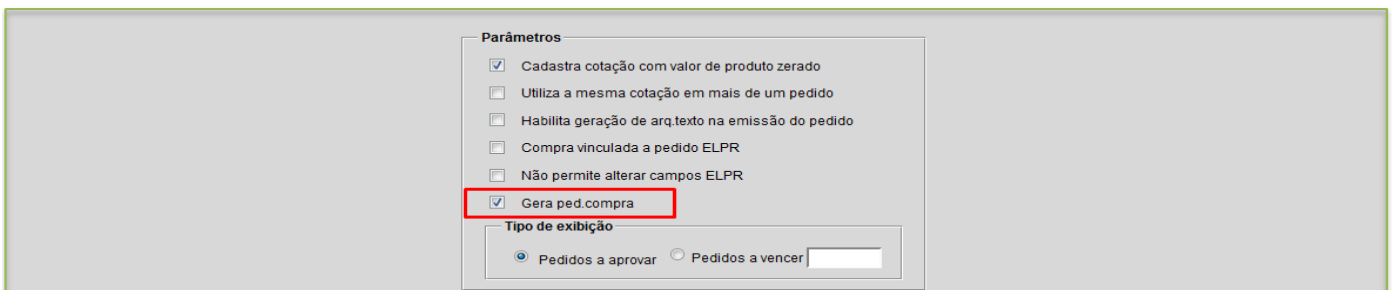 Parâmetros
Cadastra cotação com valor de produto zerado
Utiliza a mesma cotação em mais de um pedido
Habilita geração de arq.texto na emissão do pedido
Compra vinculada a pedido ELPR
Não permite alterar campos ELPR
Gera ped.compra
Tipo de exibição
Pedidos a aprovar Pedidos a vencer